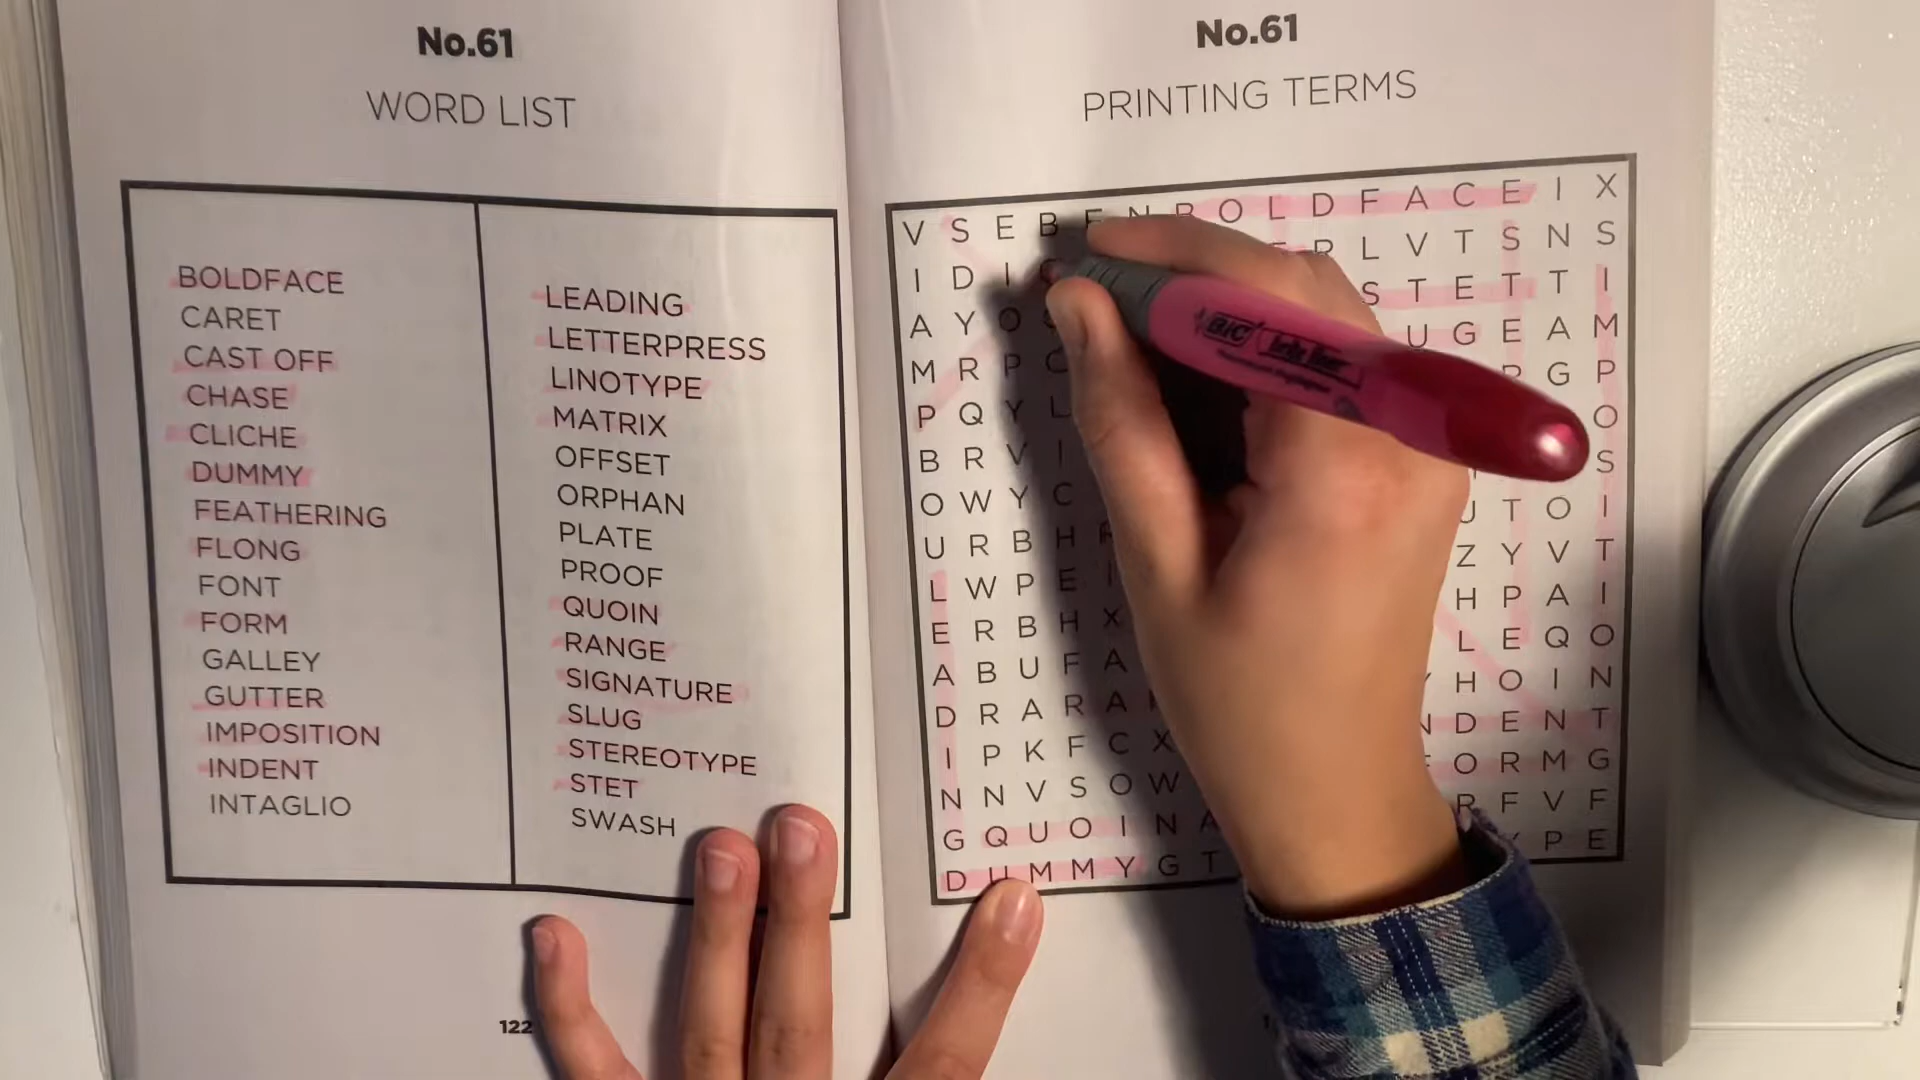 No.61
WORD LIST
BOLDFACE
CARET
CAST OFF
CHASE
CLICHE
DUMMY
FEATHERING
FLONG
FONT
FORM
GALLEY
GUTTER
IMPOSITION
INDENT
INTAGLIO
LEADING
LETTERPRESS
LINOTYPE
MATRIX
OFFSET
ORPHAN
PLATE
PROOF
QUOIN
RANGE
SIGNATURE
SLUG
STEREOTYPE
STET
SWASH
122
No.61
PRINTING TERMS
V S E B E N B O L D F A C E I X
I D I R L V T S N S
A Y O S T E T T I
M R P C U G E A M
P Q Y L G P
B R V I O
O W Y C S
U R B H U T O I
L W P E Z Y V T
E R B H X H P A I
A B U F A L E Q O
D R A R A H O I N
I P K F C X D E N T
N N V S O W O R M G
G Q U O I N A R F V F
D U M M Y G T P E
BIC